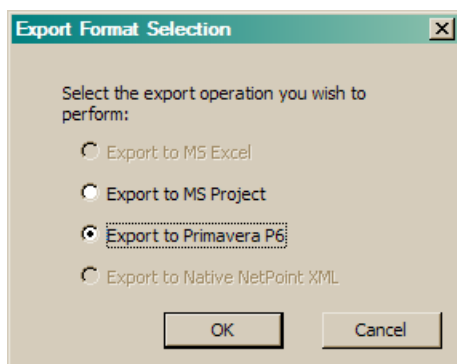 Export Format Selection
Select the export operation you wish to
perform:
Export to MS Excel
Export to MS Project
Export to Primavera P6
Export to Native NetPoint XML
OK Cancel